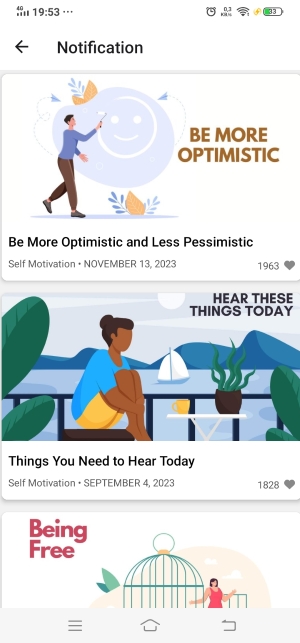 4G 19:53 ···
0,3
KB/s
33
Notification
BE MORE
OPTIMISTIC
Be More Optimistic and Less Pessimistic
Self Motivation • NOVEMBER 13, 2023
1963
HEAR THESE
THINGS TODAY
Things You Need to Hear Today
Self Motivation • SEPTEMBER 4, 2023
1828
Being
Free